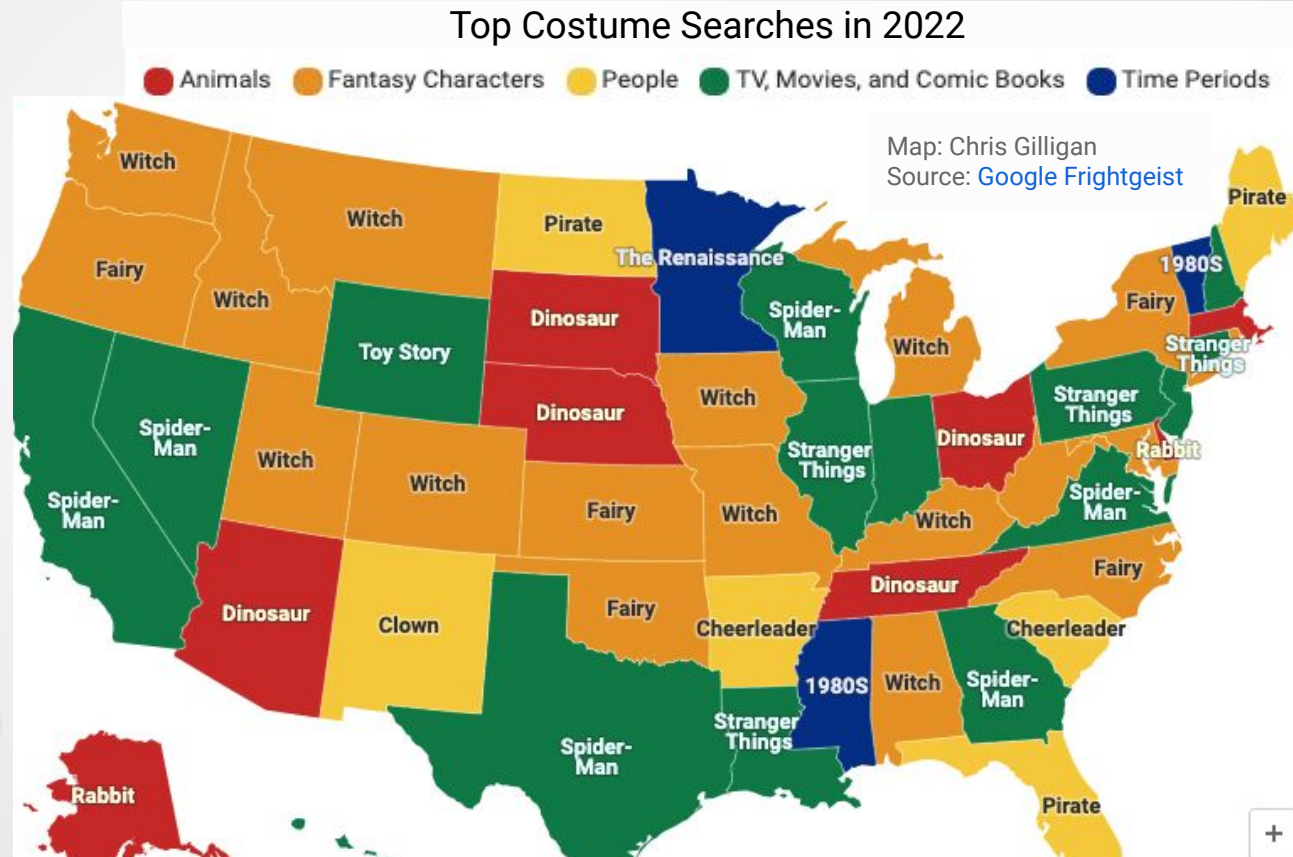 Top Costume Searches in 2022
Animals Fantasy Characters People TV, Movies, and Comic Books Time Periods
Map: Chris Gilligan
Source: Google Frightgeist
Witch
Witch
Pirate
Pirate
The Renaissance
1980S
Fairy
Witch
Dinosaur
Spider-
Man
Fairy
Witch
Stranger
Things
Toy Story
Dinosaur
Witch
Stranger
Things
Spider-
Man
Witch
Witch
Fairy
Stranger
Things
Dinosaur
Rabbit
Spider-
Man
Witch
Witch
Spider-
Man
Dinosaur
Clown
Fairy
Cheerleader
Dinosaur
Fairy
Cheerleader
1980S
Witch
Spider-
Man
Spider-
Man
Stranger
Things
Rabbit
Pirate
+